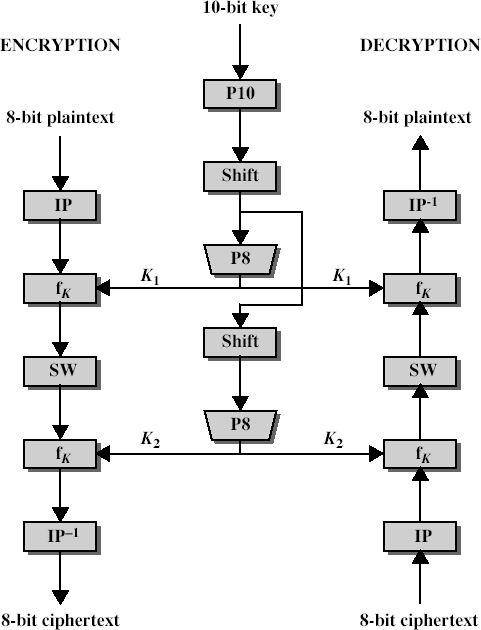 10-bit key
ENCRYPTION
DECRYPTION
8-bit plaintext
8-bit plaintext
P10
Shift
IP
IP-1
P8
fK
K1
K1
fK
Shift
SW
SW
P8
fK
K2
K2
fK
IP–1
IP
8-bit ciphertext
8-bit ciphertext